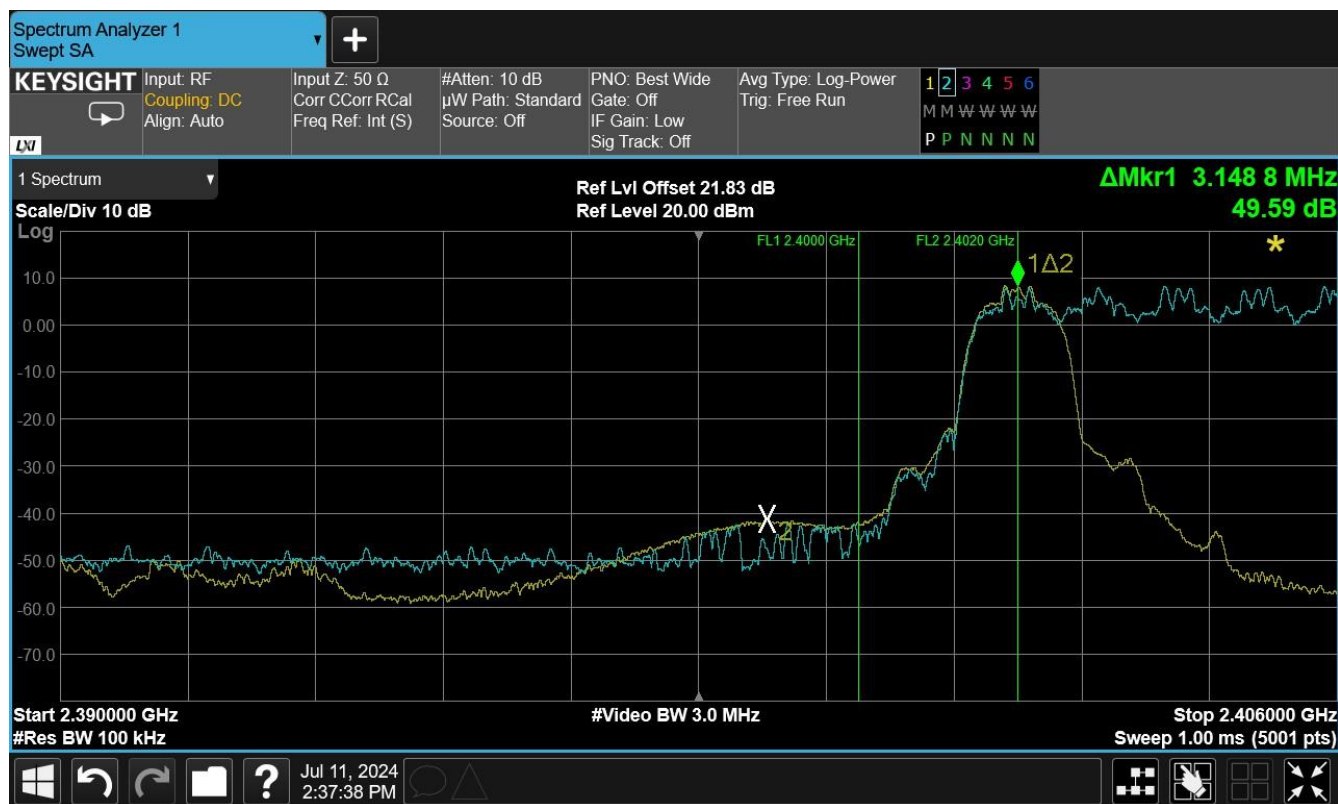 Spectrum Analyzer 1
Swept SA
KEYSIGHT
LXI
Input: RF
Coupling: DC
Align: Auto
Input Z: 50 Ω
Corr CCorr RCal
Freq Ref: Int (S)
#Atten: 10 dB
µW Path: Standard
Source: Off
PNO: Best Wide
Gate: Off
IF Gain: Low
Sig Track: Off
Avg Type: Log-Power
Trig: Free Run
1 2 3 4 5 6
M M W W W W
P P N N N N
1 Spectrum
Scale/Div 10 dB
Log
Ref Lvl Offset 21.83 dB
Ref Level 20.00 dBm
ΔMkr1 3.148 8 MHz
49.59 dB
FL1 2.4000 GHz
FL2 2.4020 GHz
*
1Δ2
10.0
0.00
-10.0
-20.0
-30.0
-40.0
X
2
-50.0
-60.0
-70.0
Start 2.390000 GHz
#Res BW 100 kHz
#Video BW 3.0 MHz
Stop 2.406000 GHz
Sweep 1.00 ms (5001 pts)
?
Jul 11, 2024
2:37:38 PM